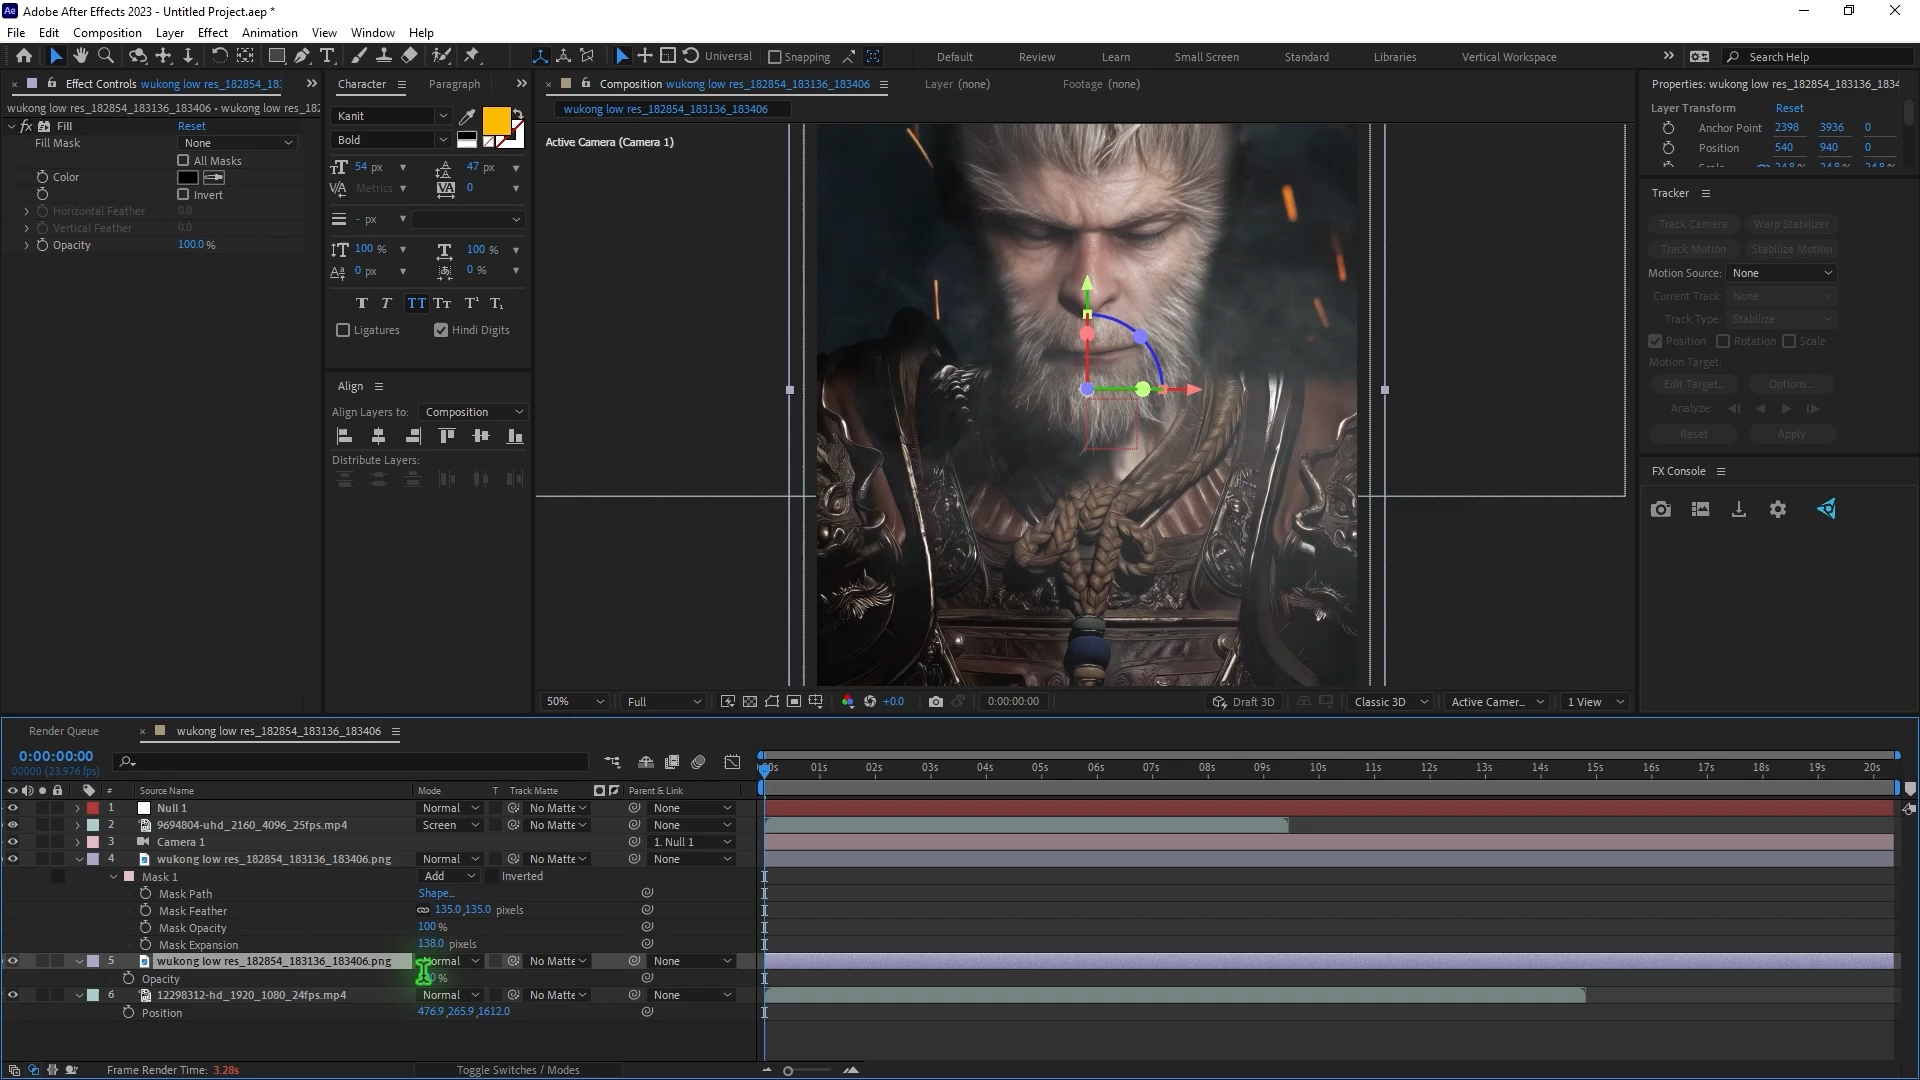 Adobe After Effects 2023 - Untitled Project.aep *
File Edit Composition Layer Effect Animation View Window Help
Universal Snapping Default Review Learn Small Screen Standard Libraries Vertical Workspace Search Help
Effect Controls wukong low res_182854_183136_18
wukong low res_182854_183136_183406 • wukong low res_182
fx Fill Reset
Fill Mask None
All Masks
Color
Invert
Horizontal Feather 0.0
Vertical Feather 0.0
Opacity 100.0 %
Character Paragraph
Kanit
Bold
54 px 47 px
Metrics 0
- px
100 % 100 %
0 px 0 %
Ligatures Hindi Digits
Align
Align Layers to: Composition
Distribute Layers:
Composition wukong low res_182854_183136_183406 Layer (none) Footage (none)
wukong low res_182854_183136_183406
Active Camera (Camera 1)
50% Full +0.0 0:00:00:00 Draft 3D Classic 3D Active Camer... 1 View
Properties: wukong low res_182854_183136_1834
Layer Transform Reset
Anchor Point 2398 3936 0
Position 540 940 0
Tracker
Track Camera Warp Stabilizer
Track Motion Stabilize Motion
Motion Source: None
Current Track: None
Track Type: Stabilize
Position Rotation Scale
Motion Target:
Edit Target... Options...
Analyze:
Reset Apply
FX Console
Render Queue wukong low res_182854_183136_183406
0:00:00:00
00000 (23.976 fps)
00s 01s 02s 03s 04s 05s 06s 07s 08s 09s 10s 11s 12s 13s 14s 15s 16s 17s 18s 19s 20s
# Source Name Mode T Track Matte Parent & Link
1 Null 1 Normal No Matte None
2 9694804-uhd_2160_4096_25fps.mp4 Screen No Matte None
3 Camera 1 1. Null 1
4 wukong low res_182854_183136_183406.png Normal No Matte None
Mask 1 Add Inverted
Mask Path Shape...
Mask Feather 135.0,135.0 pixels
Mask Opacity 100 %
Mask Expansion 138.0 pixels
5 wukong low res_182854_183136_183406.png Normal No Matte None
Opacity %
6 12298312-hd_1920_1080_24fps.mp4 Normal No Matte None
Position 476.9,265.9,1612.0
Frame Render Time: 3.28s Toggle Switches / Modes